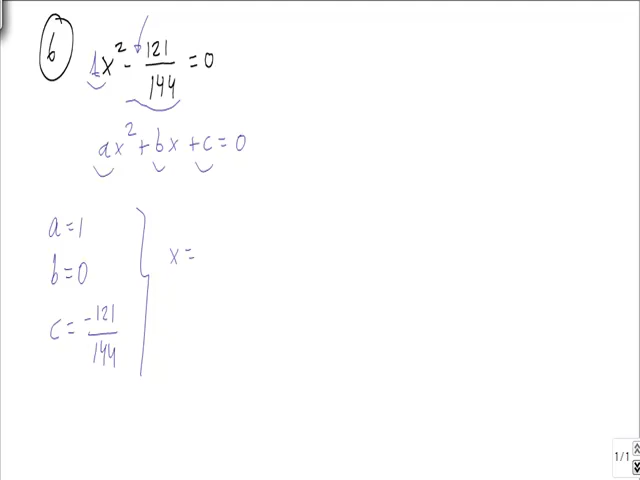 6
1x² - 121/144 = 0
ax² + bx + c = 0
a = 1
b = 0
c = -121/144
x =
1/1